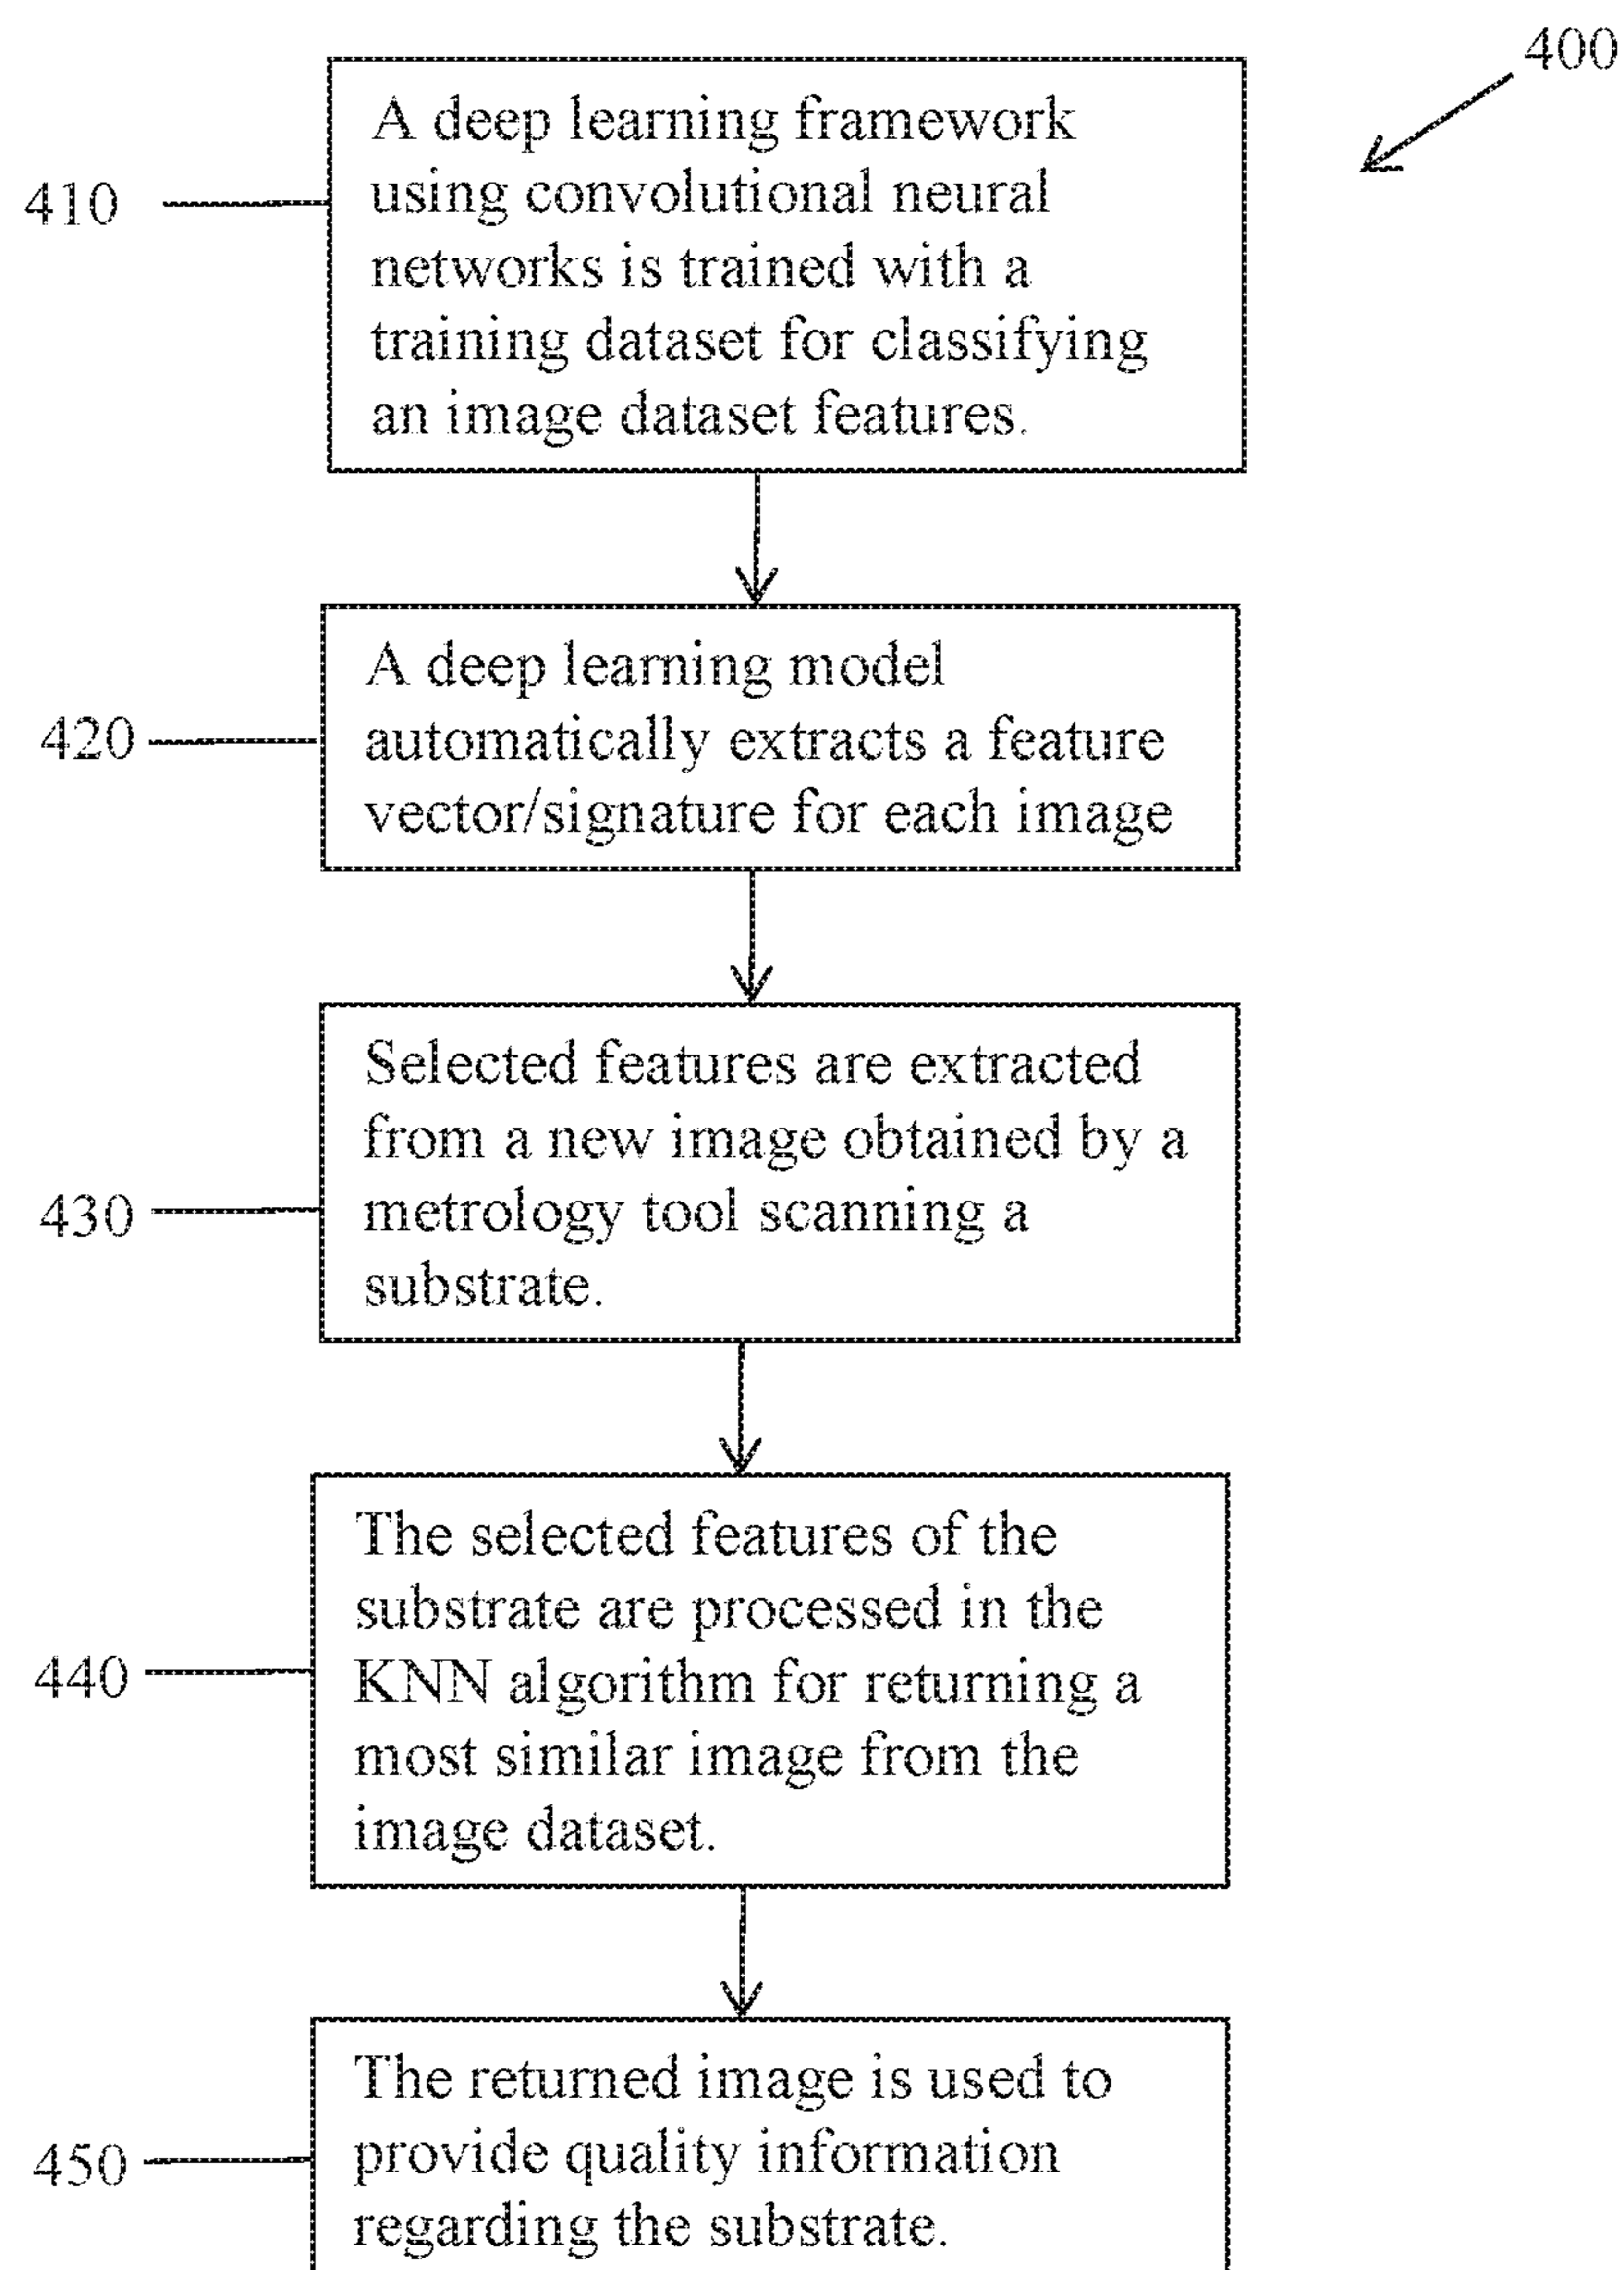 400
410
A deep learning framework
using convolutional neural
networks is trained with a
training dataset for classifying
an image dataset features.
420
A deep learning model
automatically extracts a feature
vector/signature for each image
430
Selected features are extracted
from a new image obtained by a
metrology tool scanning a
substrate.
440
The selected features of the
substrate are processed in the
KNN algorithm for returning a
most similar image from the
image dataset.
450
The returned image is used to
provide quality information
regarding the substrate.